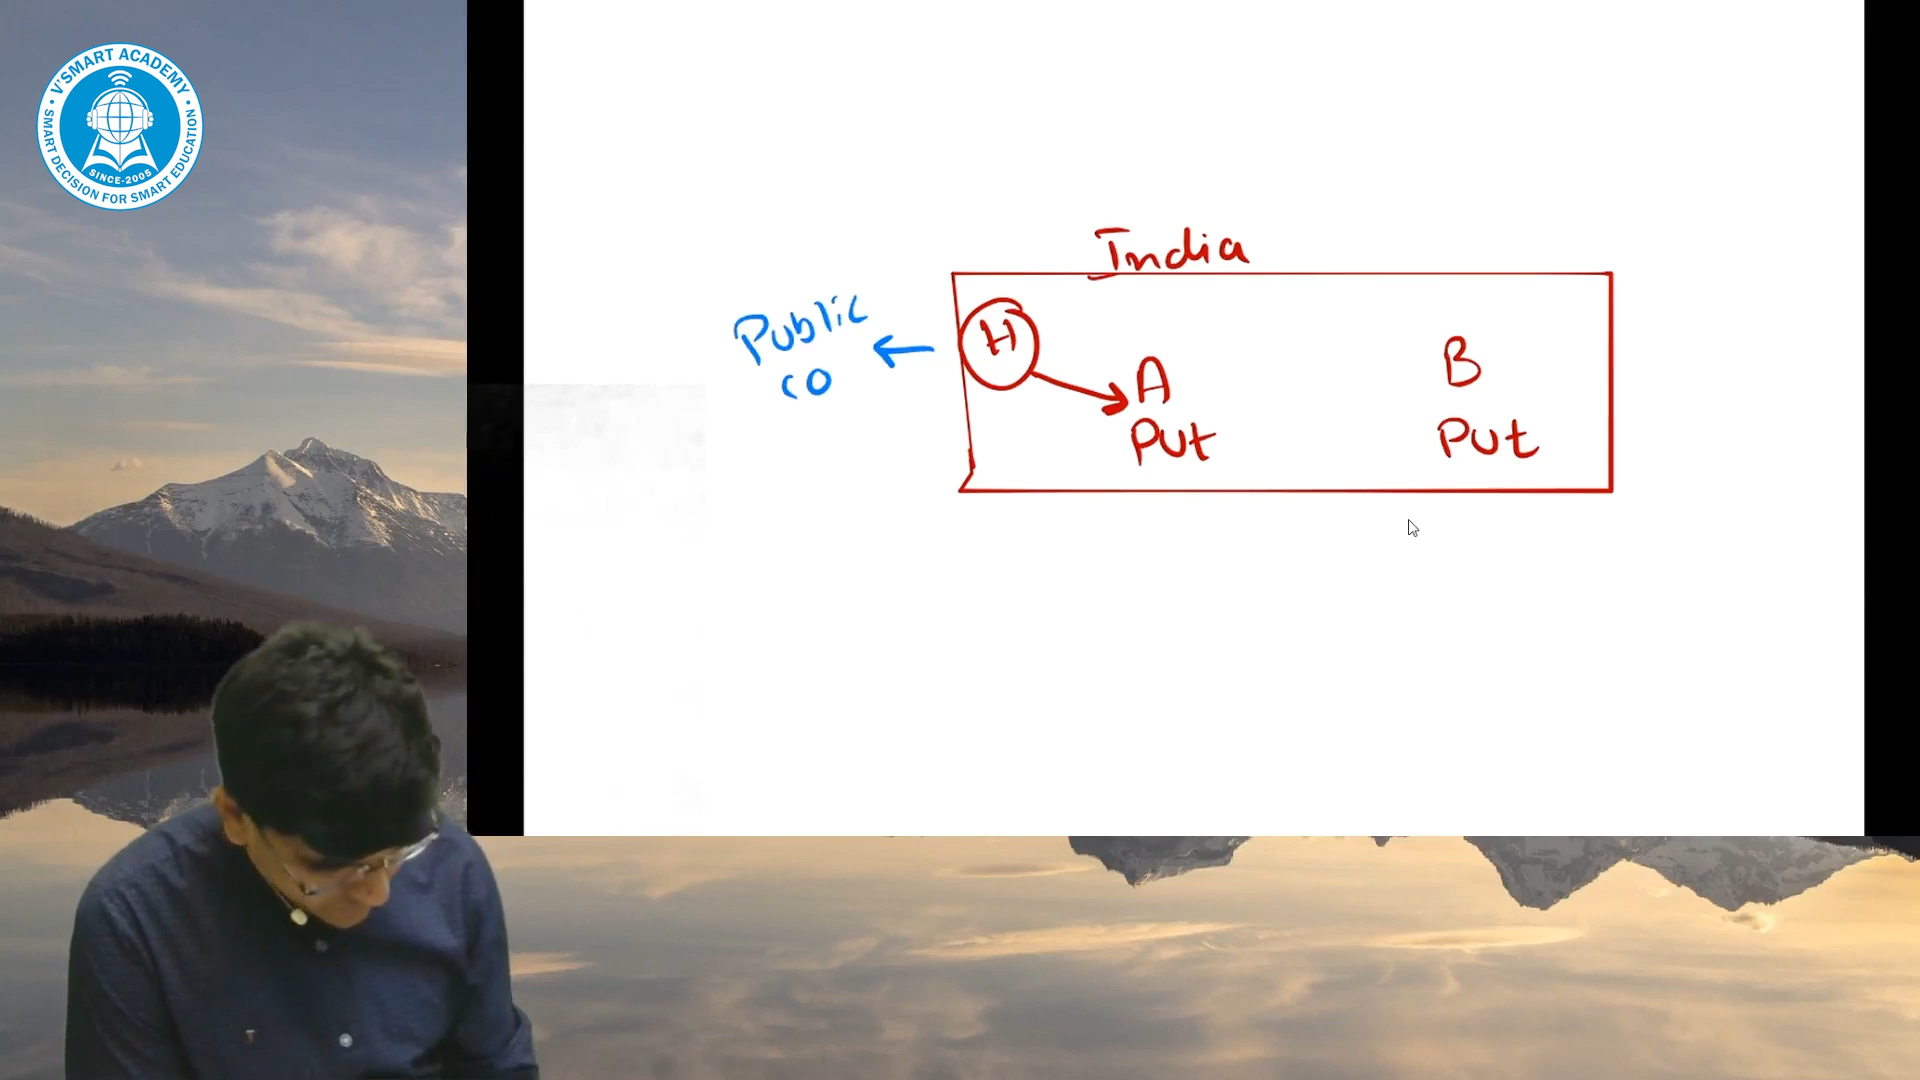 V'SMART ACADEMY
SMART DECISION FOR SMART EDUCATION
SINCE-2005
India
Public
co
H
A
Put
B
Put